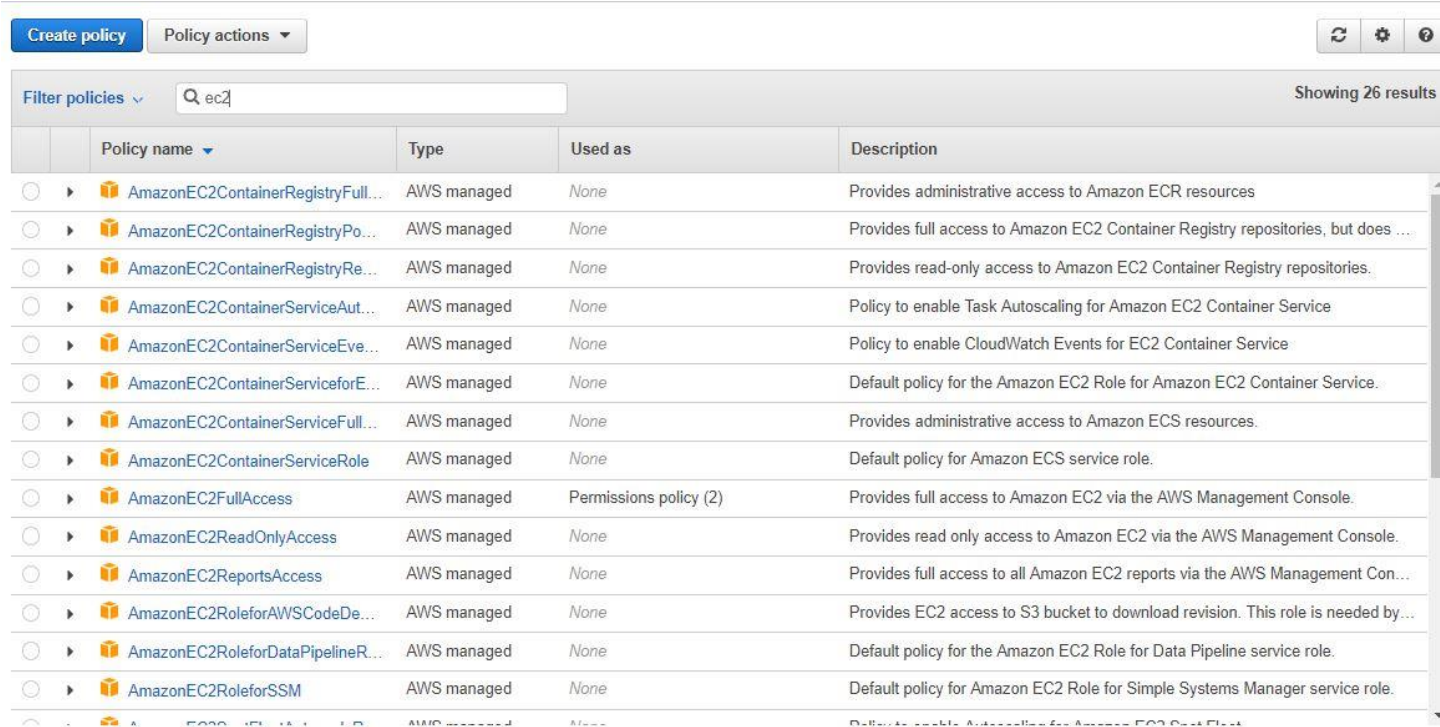 Create policy Policy actions
Filter policies ec2 Showing 26 results
Policy name Type Used as Description
AmazonEC2ContainerRegistryFull... AWS managed None Provides administrative access to Amazon ECR resources
AmazonEC2ContainerRegistryPo... AWS managed None Provides full access to Amazon EC2 Container Registry repositories, but does ...
AmazonEC2ContainerRegistryRe... AWS managed None Provides read-only access to Amazon EC2 Container Registry repositories.
AmazonEC2ContainerServiceAut... AWS managed None Policy to enable Task Autoscaling for Amazon EC2 Container Service
AmazonEC2ContainerServiceEve... AWS managed None Policy to enable CloudWatch Events for EC2 Container Service
AmazonEC2ContainerServiceforE... AWS managed None Default policy for the Amazon EC2 Role for Amazon EC2 Container Service.
AmazonEC2ContainerServiceFull... AWS managed None Provides administrative access to Amazon ECS resources.
AmazonEC2ContainerServiceRole AWS managed None Default policy for Amazon ECS service role.
AmazonEC2FullAccess AWS managed Permissions policy (2) Provides full access to Amazon EC2 via the AWS Management Console.
AmazonEC2ReadOnlyAccess AWS managed None Provides read only access to Amazon EC2 via the AWS Management Console.
AmazonEC2ReportsAccess AWS managed None Provides full access to all Amazon EC2 reports via the AWS Management Con...
AmazonEC2RoleforAWSCodeDe... AWS managed None Provides EC2 access to S3 bucket to download revision. This role is needed by...
AmazonEC2RoleforDataPipelineR... AWS managed None Default policy for the Amazon EC2 Role for Data Pipeline service role.
AmazonEC2RoleforSSM AWS managed None Default policy for Amazon EC2 Role for Simple Systems Manager service role.